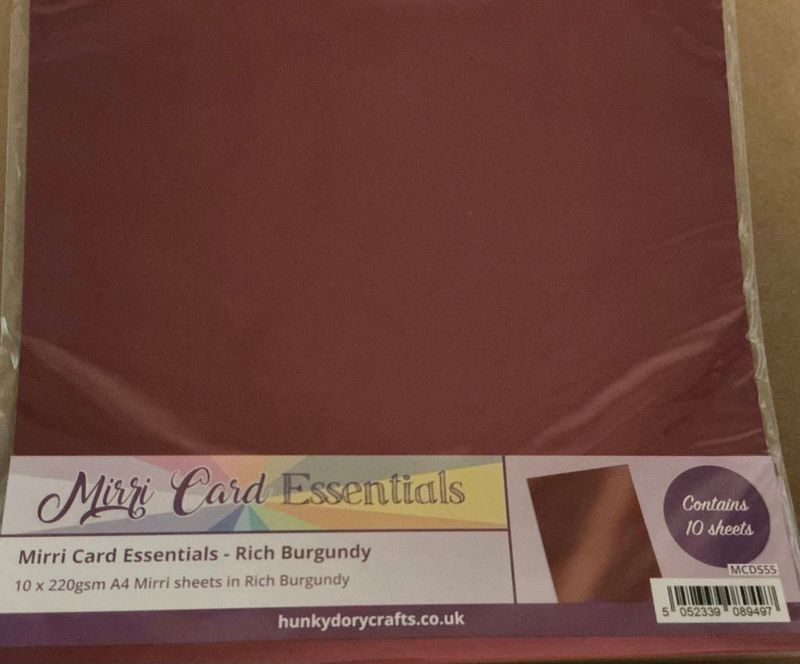 Mirri Card Essentials
Mirri Card Essentials - Rich Burgundy
10 x 220gsm A4 Mirri sheets in Rich Burgundy
hunkydorycrafts.co.uk
Contains
10 sheets
MCD555
5 052339 089497